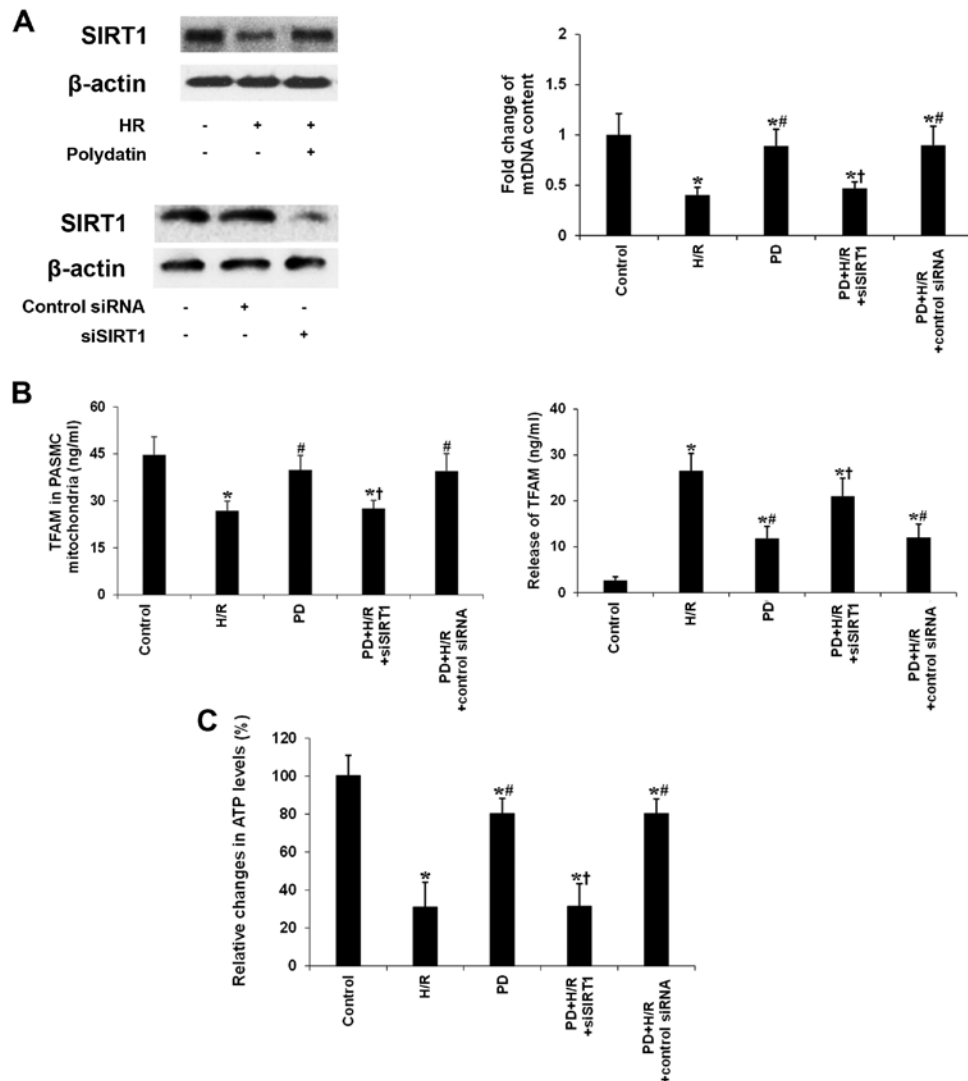 A
SIRT1
β-actin
HR - + +
Polydatin - - +
SIRT1
β-actin
Control siRNA - + -
siSIRT1 - - +
Fold change of
mtDNA content
2
1.5
1
0.5
0
*
*#
*†
*#
Control
H/R
PD
PD+H/R
+siSIRT1
PD+H/R
+control siRNA
B
TFAM in PASMC
mitochondria (ng/ml)
60
45
30
15
0
*
#
*†
#
Control
H/R
PD
PD+H/R
+siSIRT1
PD+H/R
+control siRNA
Release of TFAM (ng/ml)
40
30
20
10
0
*
*#
*†
*#
Control
H/R
PD
PD+H/R
+siSIRT1
PD+H/R
+control siRNA
C
Relative changes in ATP levels (%)
120
100
80
60
40
20
0
*
*#
*†
*#
Control
H/R
PD
PD+H/R
+siSIRT1
PD+H/R
+control siRNA